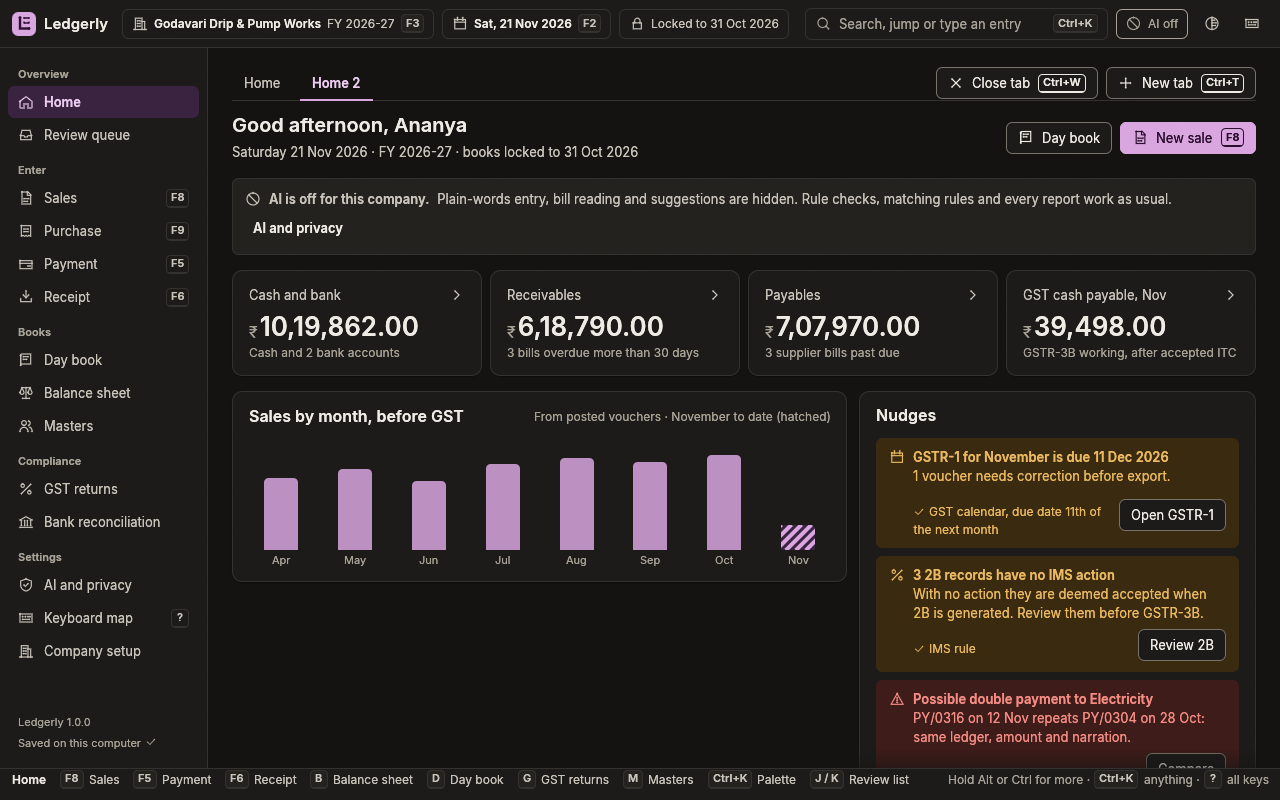 Ledgerly
Godavari Drip & Pump Works FY 2026-27 F3
Sat, 21 Nov 2026 F2
Locked to 31 Oct 2026
Search, jump or type an entry Ctrl+K
AI off
Overview
Home
Review queue
Enter
Sales F8
Purchase F9
Payment F5
Receipt F6
Books
Day book
Balance sheet
Masters
Compliance
GST returns
Bank reconciliation
Settings
AI and privacy
Keyboard map ?
Company setup
Ledgerly 1.0.0
Saved on this computer
Home
Home 2
Close tab Ctrl+W
New tab Ctrl+T
Good afternoon, Ananya
Saturday 21 Nov 2026 · FY 2026-27 · books locked to 31 Oct 2026
Day book
New sale F8
AI is off for this company. Plain-words entry, bill reading and suggestions are hidden. Rule checks, matching rules and every report work as usual.
AI and privacy
Cash and bank
₹10,19,862.00
Cash and 2 bank accounts
Receivables
₹6,18,790.00
3 bills overdue more than 30 days
Payables
₹7,07,970.00
3 supplier bills past due
GST cash payable, Nov
₹39,498.00
GSTR-3B working, after accepted ITC
Sales by month, before GST
From posted vouchers · November to date (hatched)
Apr May Jun Jul Aug Sep Oct Nov
Nudges
GSTR-1 for November is due 11 Dec 2026
1 voucher needs correction before export.
✓ GST calendar, due date 11th of
the next month
Open GSTR-1
3 2B records have no IMS action
With no action they are deemed accepted when
2B is generated. Review them before GSTR-3B.
✓ IMS rule
Review 2B
Possible double payment to Electricity
PY/0316 on 12 Nov repeats PY/0304 on 28 Oct:
same ledger, amount and narration.
Compare
Home F8 Sales F5 Payment F6 Receipt B Balance sheet D Day book G GST returns M Masters Ctrl+K Palette J / K Review list Hold Alt or Ctrl for more · Ctrl+K anything · ? all keys